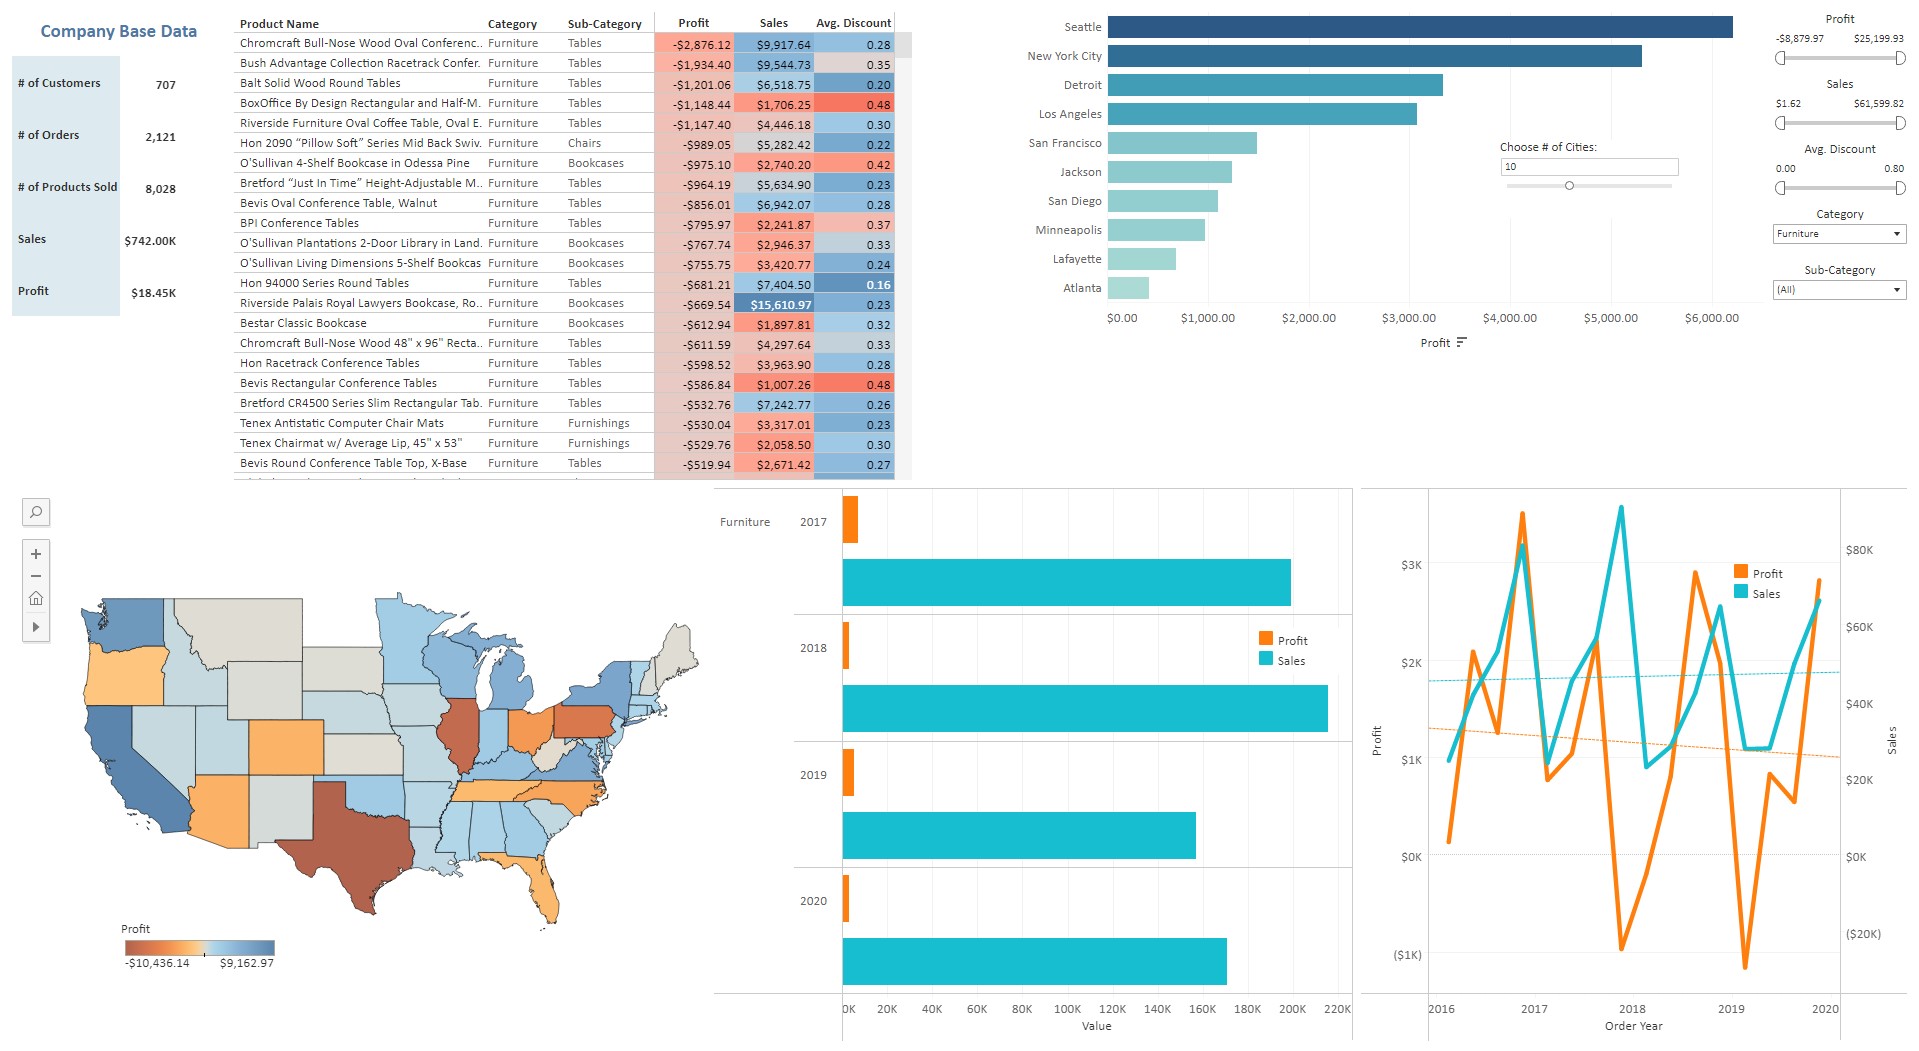 Company Base Data
# of Customers 707
# of Orders 2,121
# of Products Sold 8,028
Sales $742.00K
Profit $18.45K
Product Name Category Sub-Category Profit Sales Avg. Discount
Chromcraft Bull-Nose Wood Oval Conferenc.. Furniture Tables -$2,876.12 $9,917.64 0.28
Bush Advantage Collection Racetrack Confer. Furniture Tables -$1,934.40 $9,544.73 0.35
Balt Solid Wood Round Tables Furniture Tables -$1,201.06 $6,518.75 0.20
BoxOffice By Design Rectangular and Half-M. Furniture Tables -$1,148.44 $1,706.25 0.48
Riverside Furniture Oval Coffee Table, Oval E. Furniture Tables -$1,147.40 $4,446.18 0.30
Hon 2090 “Pillow Soft” Series Mid Back Swiv. Furniture Chairs -$989.05 $5,282.42 0.22
O'Sullivan 4-Shelf Bookcase in Odessa Pine Furniture Bookcases -$975.10 $2,740.20 0.42
Bretford “Just In Time” Height-Adjustable M.. Furniture Tables -$964.19 $5,634.90 0.23
Bevis Oval Conference Table, Walnut Furniture Tables -$856.01 $6,942.07 0.28
BPI Conference Tables Furniture Tables -$795.97 $2,241.87 0.37
O'Sullivan Plantations 2-Door Library in Land. Furniture Bookcases -$767.74 $2,946.37 0.33
O'Sullivan Living Dimensions 5-Shelf Bookcas Furniture Bookcases -$755.75 $3,420.77 0.24
Hon 94000 Series Round Tables Furniture Tables -$681.21 $7,404.50 0.16
Riverside Palais Royal Lawyers Bookcase, Ro.. Furniture Bookcases -$669.54 $15,610.97 0.23
Bestar Classic Bookcase Furniture Bookcases -$612.94 $1,897.81 0.32
Chromcraft Bull-Nose Wood 48" x 96" Recta.. Furniture Tables -$611.59 $4,297.64 0.33
Hon Racetrack Conference Tables Furniture Tables -$598.52 $3,963.90 0.28
Bevis Rectangular Conference Tables Furniture Tables -$586.84 $1,007.26 0.48
Bretford CR4500 Series Slim Rectangular Tab. Furniture Tables -$532.76 $7,242.77 0.26
Tenex Antistatic Computer Chair Mats Furniture Furnishings -$530.04 $3,317.01 0.23
Tenex Chairmat w/ Average Lip, 45" x 53" Furniture Furnishings -$529.76 $2,058.50 0.30
Bevis Round Conference Table Top, X-Base Furniture Tables -$519.94 $2,671.42 0.27
Seattle
New York City
Detroit
Los Angeles
San Francisco
Jackson
San Diego
Minneapolis
Lafayette
Atlanta
$0.00 $1,000.00 $2,000.00 $3,000.00 $4,000.00 $5,000.00 $6,000.00
Profit
Choose # of Cities:
10
Profit
-$8,879.97 $25,199.93
Sales
$1.62 $61,599.82
Avg. Discount
0.00 0.80
Category
Furniture
Sub-Category
(All)
Profit
-$10,436.14 $9,162.97
Furniture 2017
2018
2019
2020
Profit
Sales
0K 20K 40K 60K 80K 100K 120K 140K 160K 180K 200K 220K
Value
Profit
$3K
$2K
$1K
$0K
($1K)
Profit
Sales
$80K
$60K
$40K
$20K
$0K
($20K)
Sales
2016 2017 2018 2019 2020
Order Year